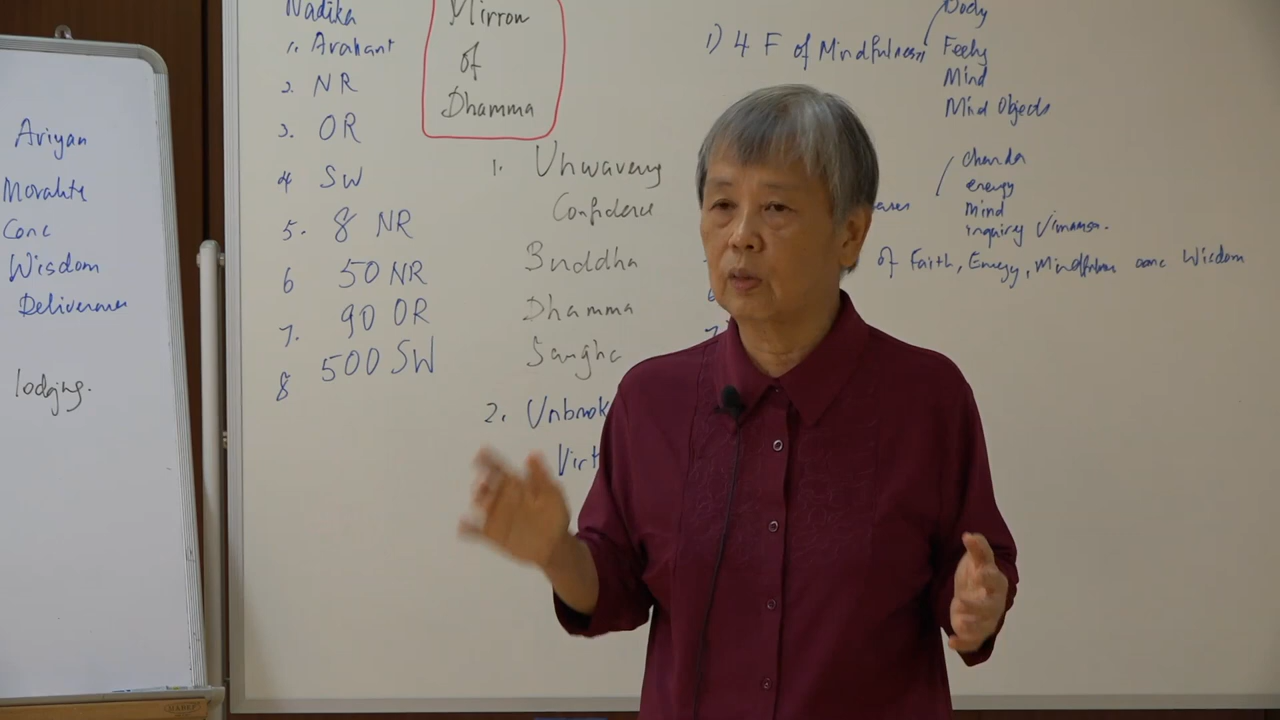 Ariyan
Morality
Conc
Wisdom
Deliverance
lodging.
Nadika
1. Arahant
2. NR
3. OR
4 SW
5. 8 NR
6 50 NR
7. 90 OR
8 500 SW
Mirror
of
Dhamma
1. Unwavering
Confidence
Buddha
Dhamma
Sangha
2.
1) 4 F of Mindfulness
Body
Feeling
Mind
Mind Objects
Chanda
energy
Mind
inquiry Vimamsa.
of Faith, Energy, Mindfulness conc Wisdom